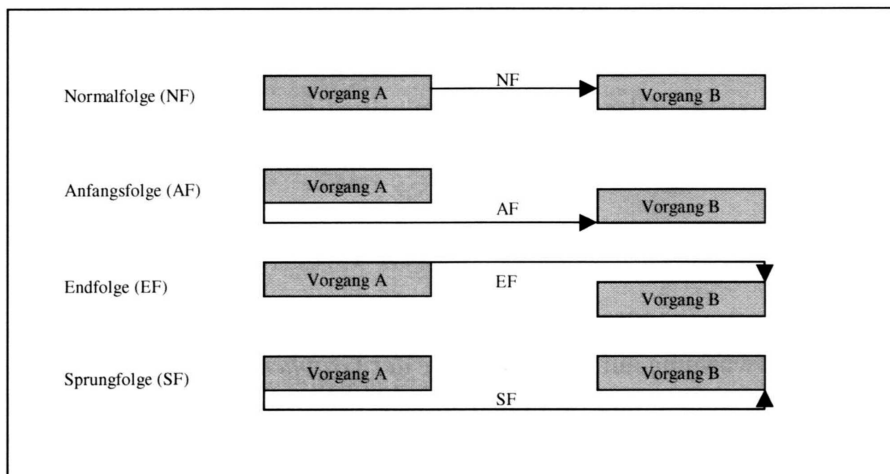 Normalfolge (NF) Vorgang A NF Vorgang B
Anfangsfolge (AF) Vorgang A AF Vorgang B
Endfolge (EF) Vorgang A EF Vorgang B
Sprungfolge (SF) Vorgang A SF Vorgang B